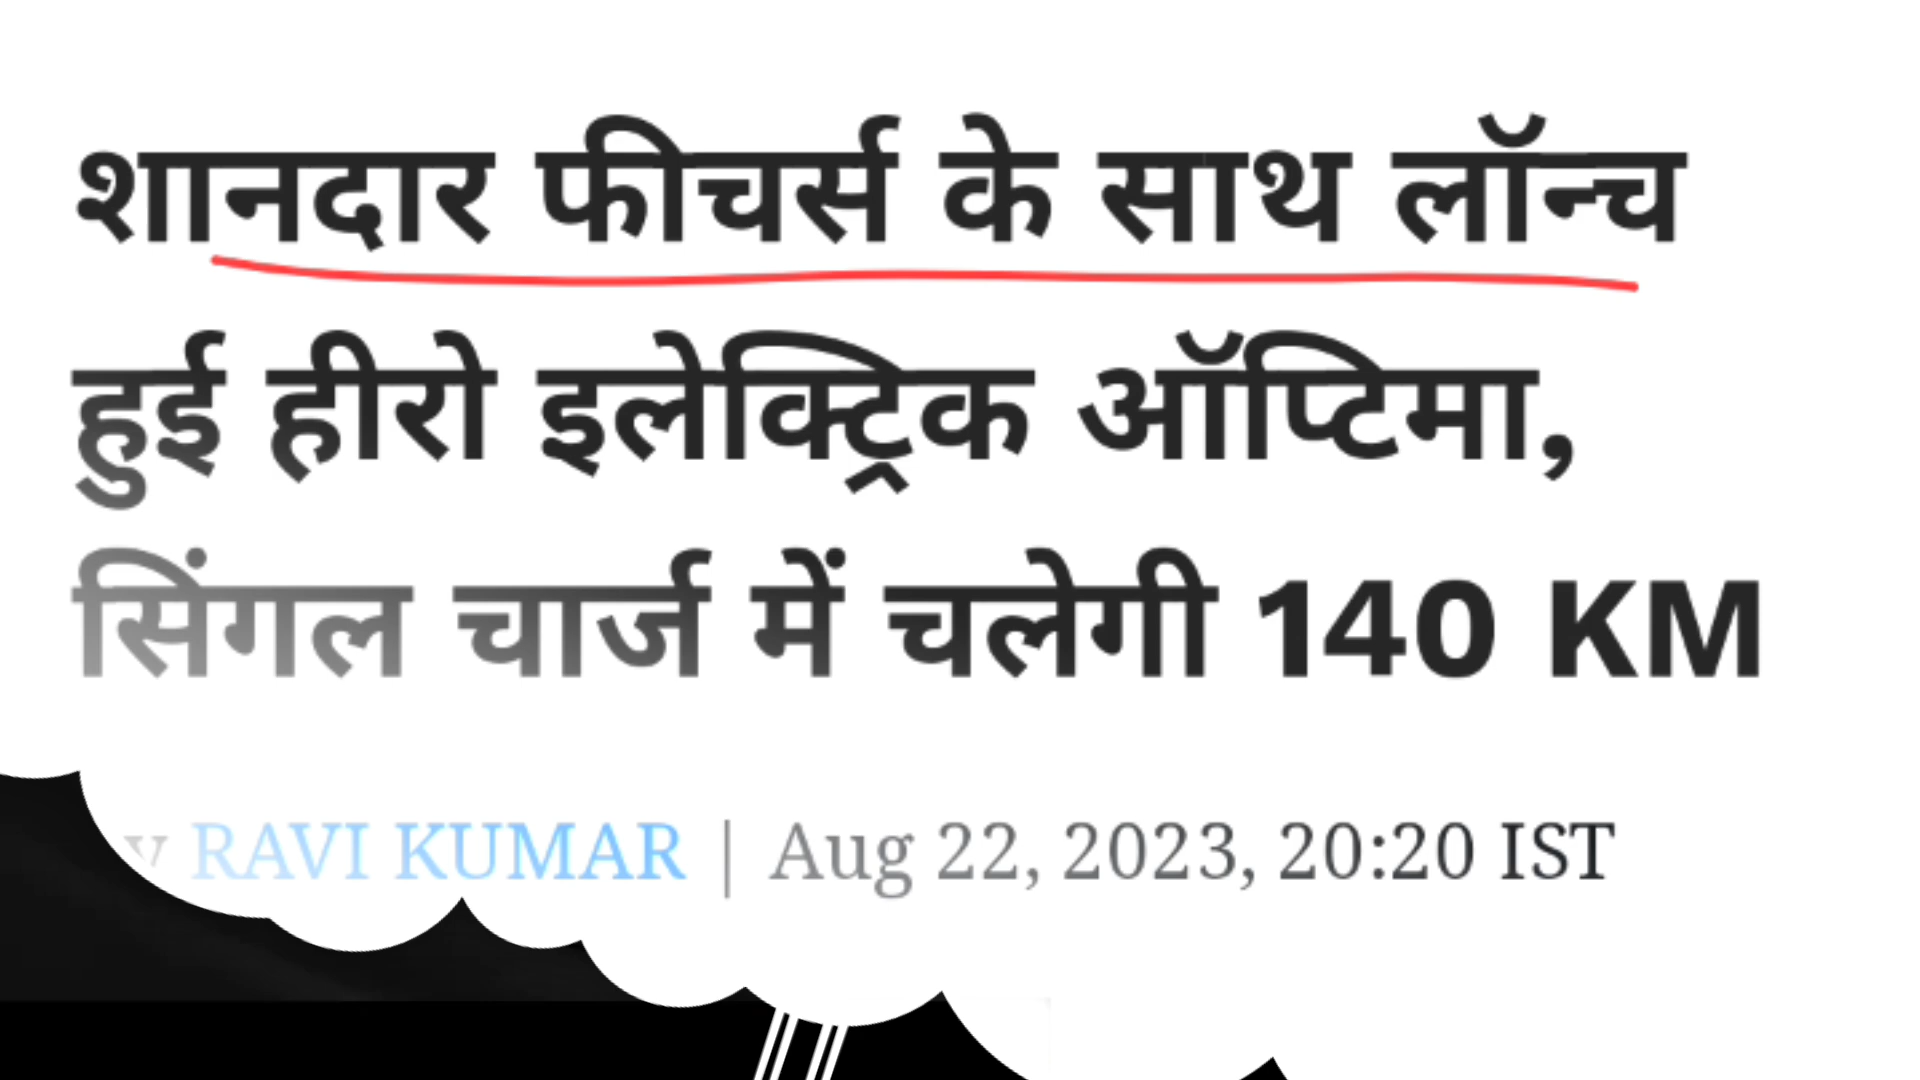 शानदार फीचर्स के साथ लॉन्च
हुई हीरो इलेक्ट्रिक ऑप्टिमा,
सिंगल चार्ज में चलेगी 140 KM
RAVI KUMAR | Aug 22, 2023, 20:20 IST